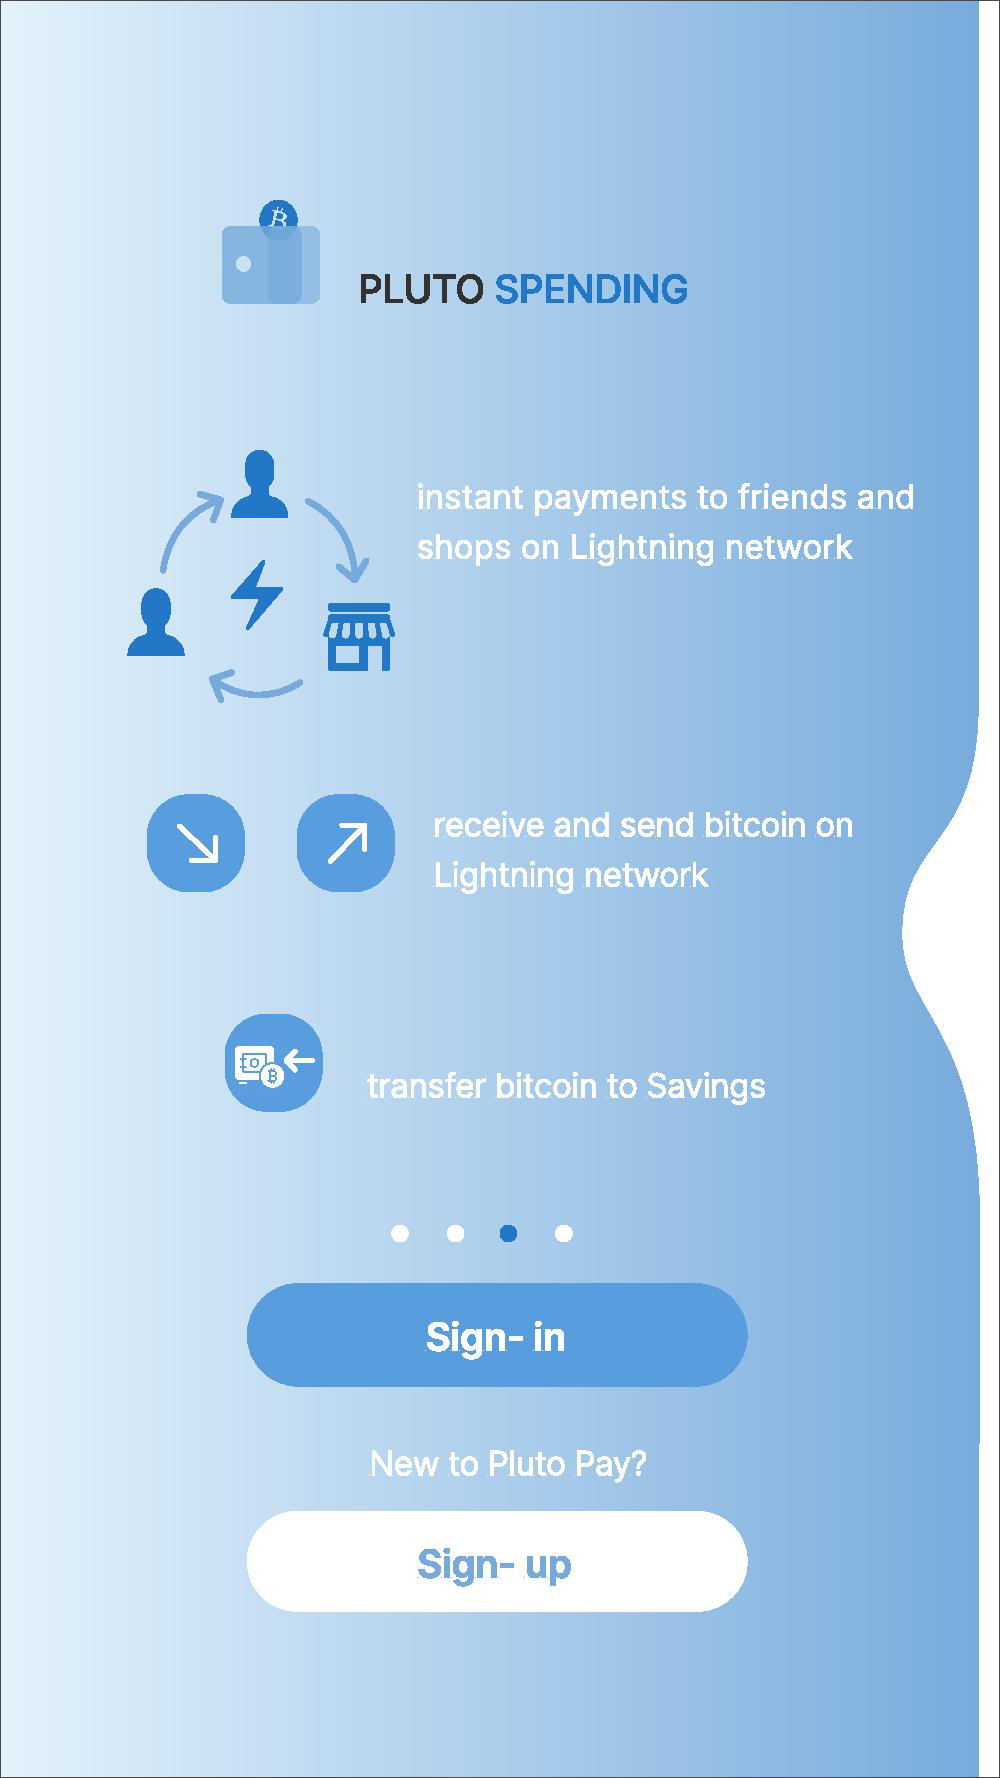 PLUTO SPENDING
instant payments to friends and
shops on Lightning network
receive and send bitcoin on
Lightning network
transfer bitcoin to Savings
Sign- in
New to Pluto Pay?
Sign- up